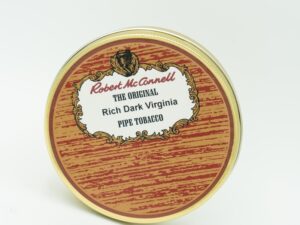 Robert McConnell
THE ORIGINAL
Rich Dark Virginia
PIPE TOBACCO